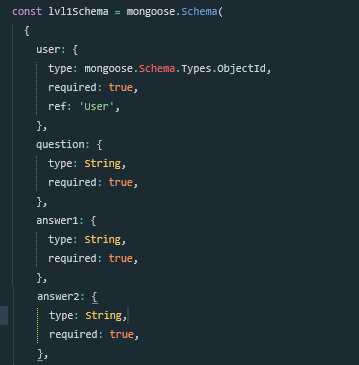 const lvl1Schema = mongoose.Schema(
{
user: {
type: mongoose.Schema.Types.ObjectId,
required: true,
ref: 'User',
},
question: {
type: String,
required: true,
},
answer1: {
type: String,
required: true,
},
answer2: {
type: String,
required: true,
},